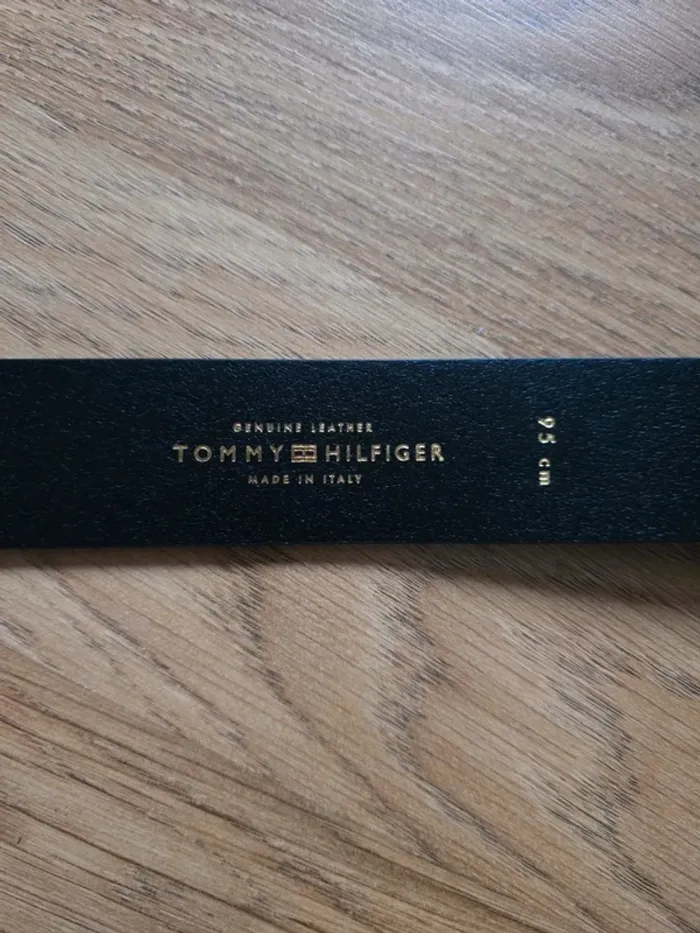 GENUINE LEATHER
TOMMY HILFIGER
MADE IN ITALY
95 cm